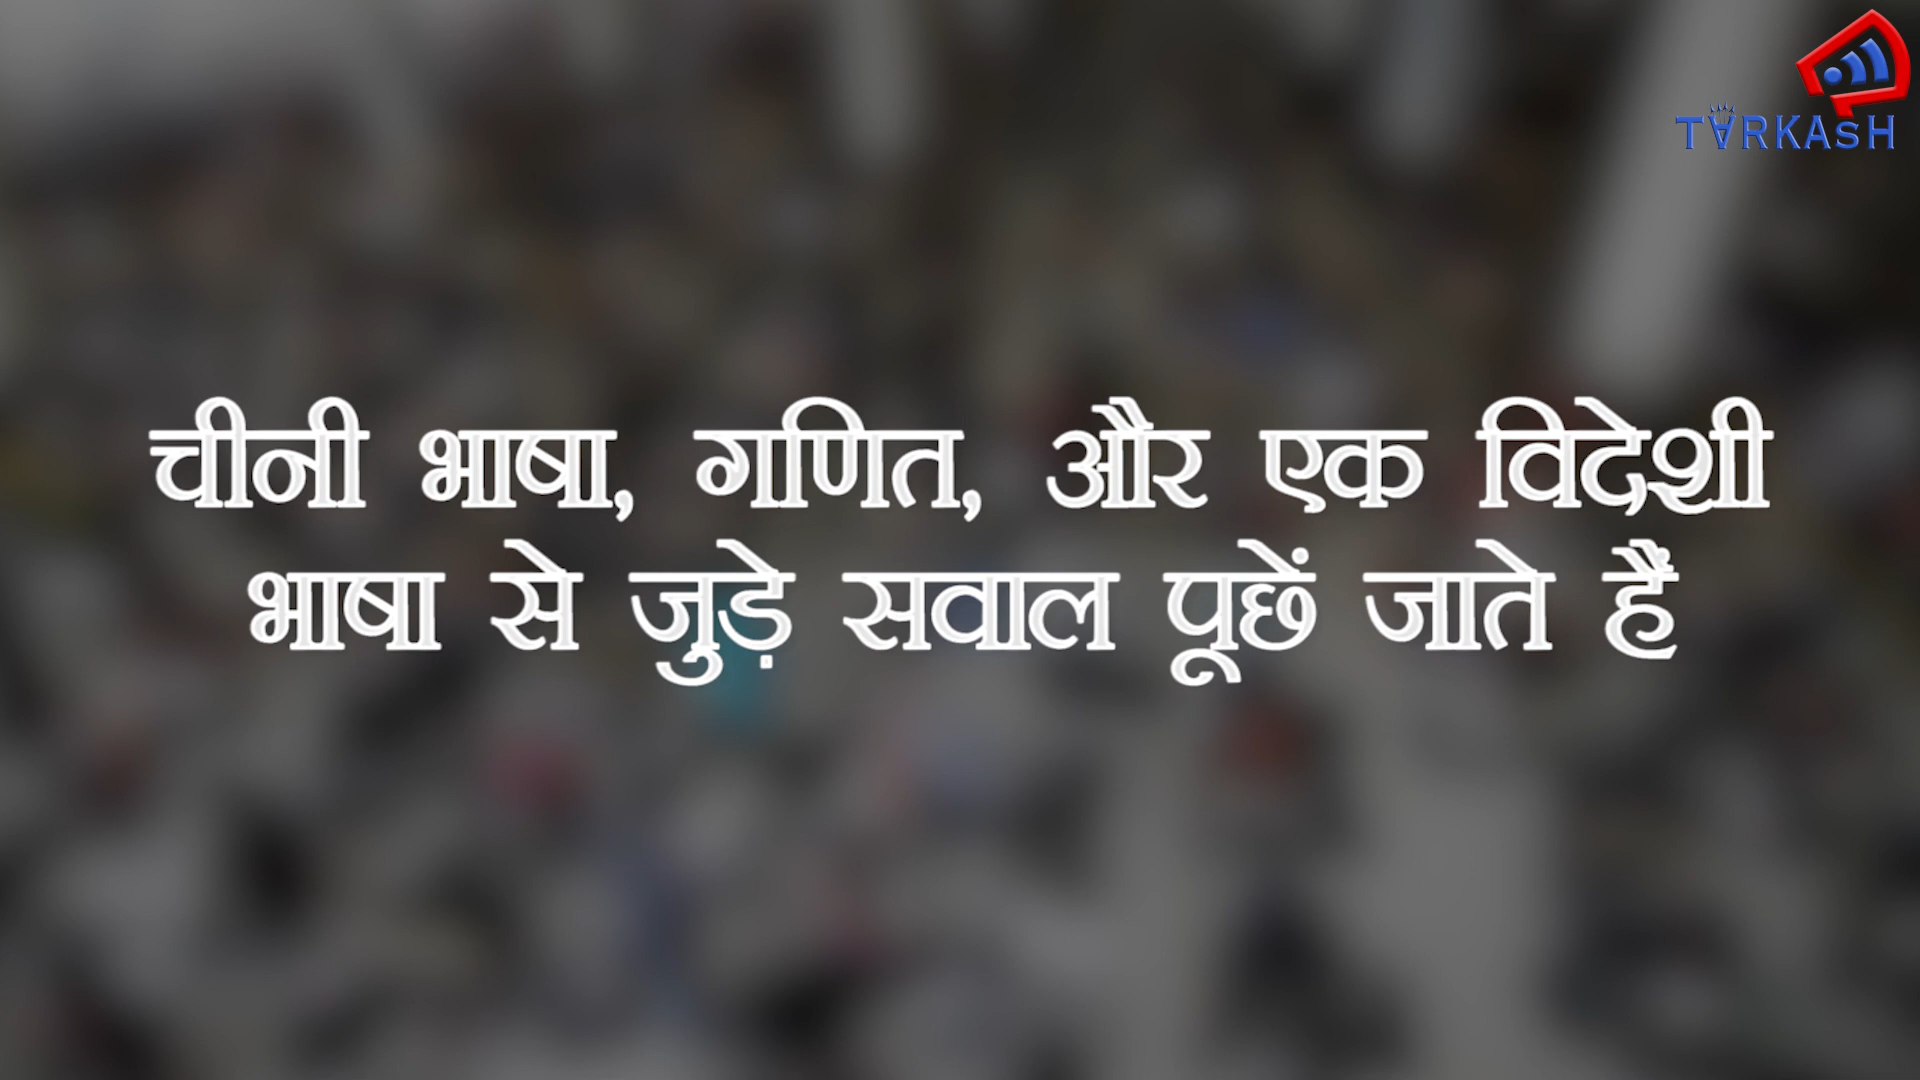 TARKASH
चीनी भाषा, गणित, और एक विदेशी
भाषा से जुड़े सवाल पूछें जाते हैं